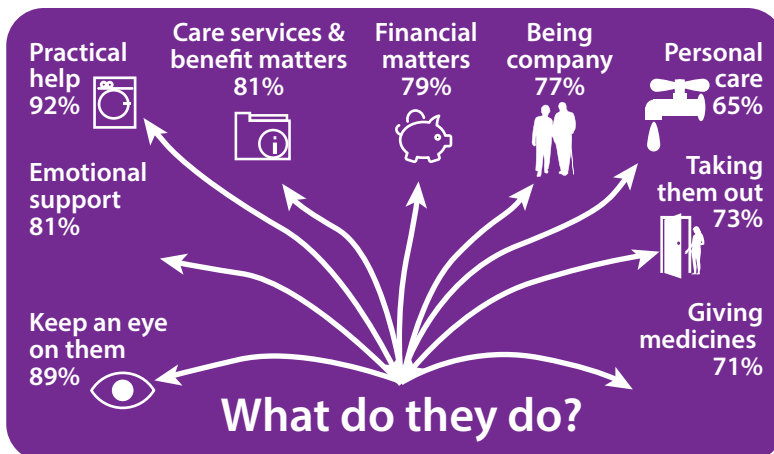 Practical
help
92%
Care services &
benefit matters
81%
Financial
matters
79%
Being
company
77%
Personal
care
65%
Emotional
support
81%
Taking
them out
73%
Keep an eye
on them
89%
Giving
medicines
71%
What do they do?